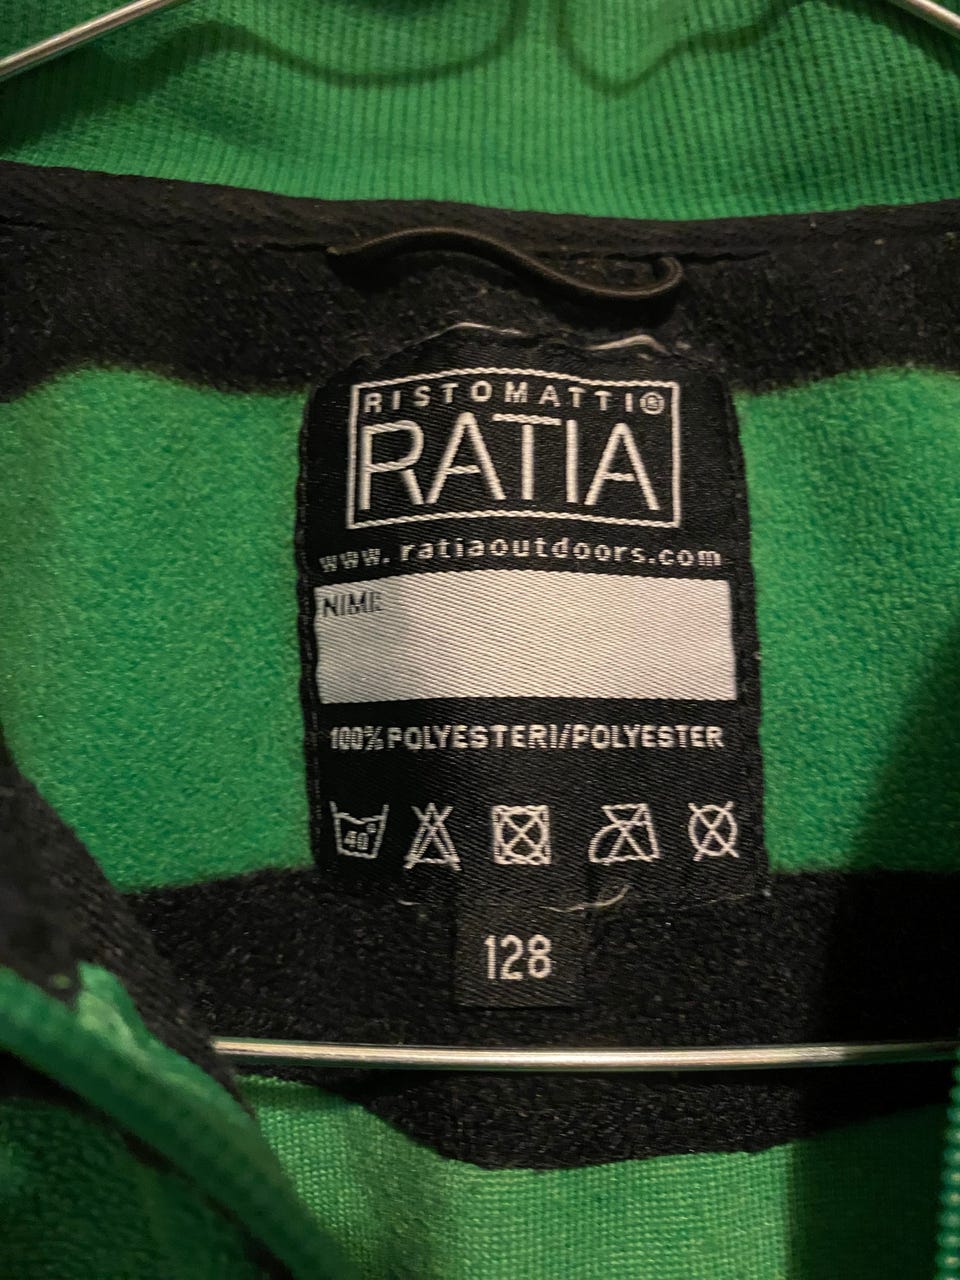 RISTOMATTI®
RATIA
www.ratiaoutdoors.com
NIMI
100% POLYESTERI/POLYESTER
40°
128